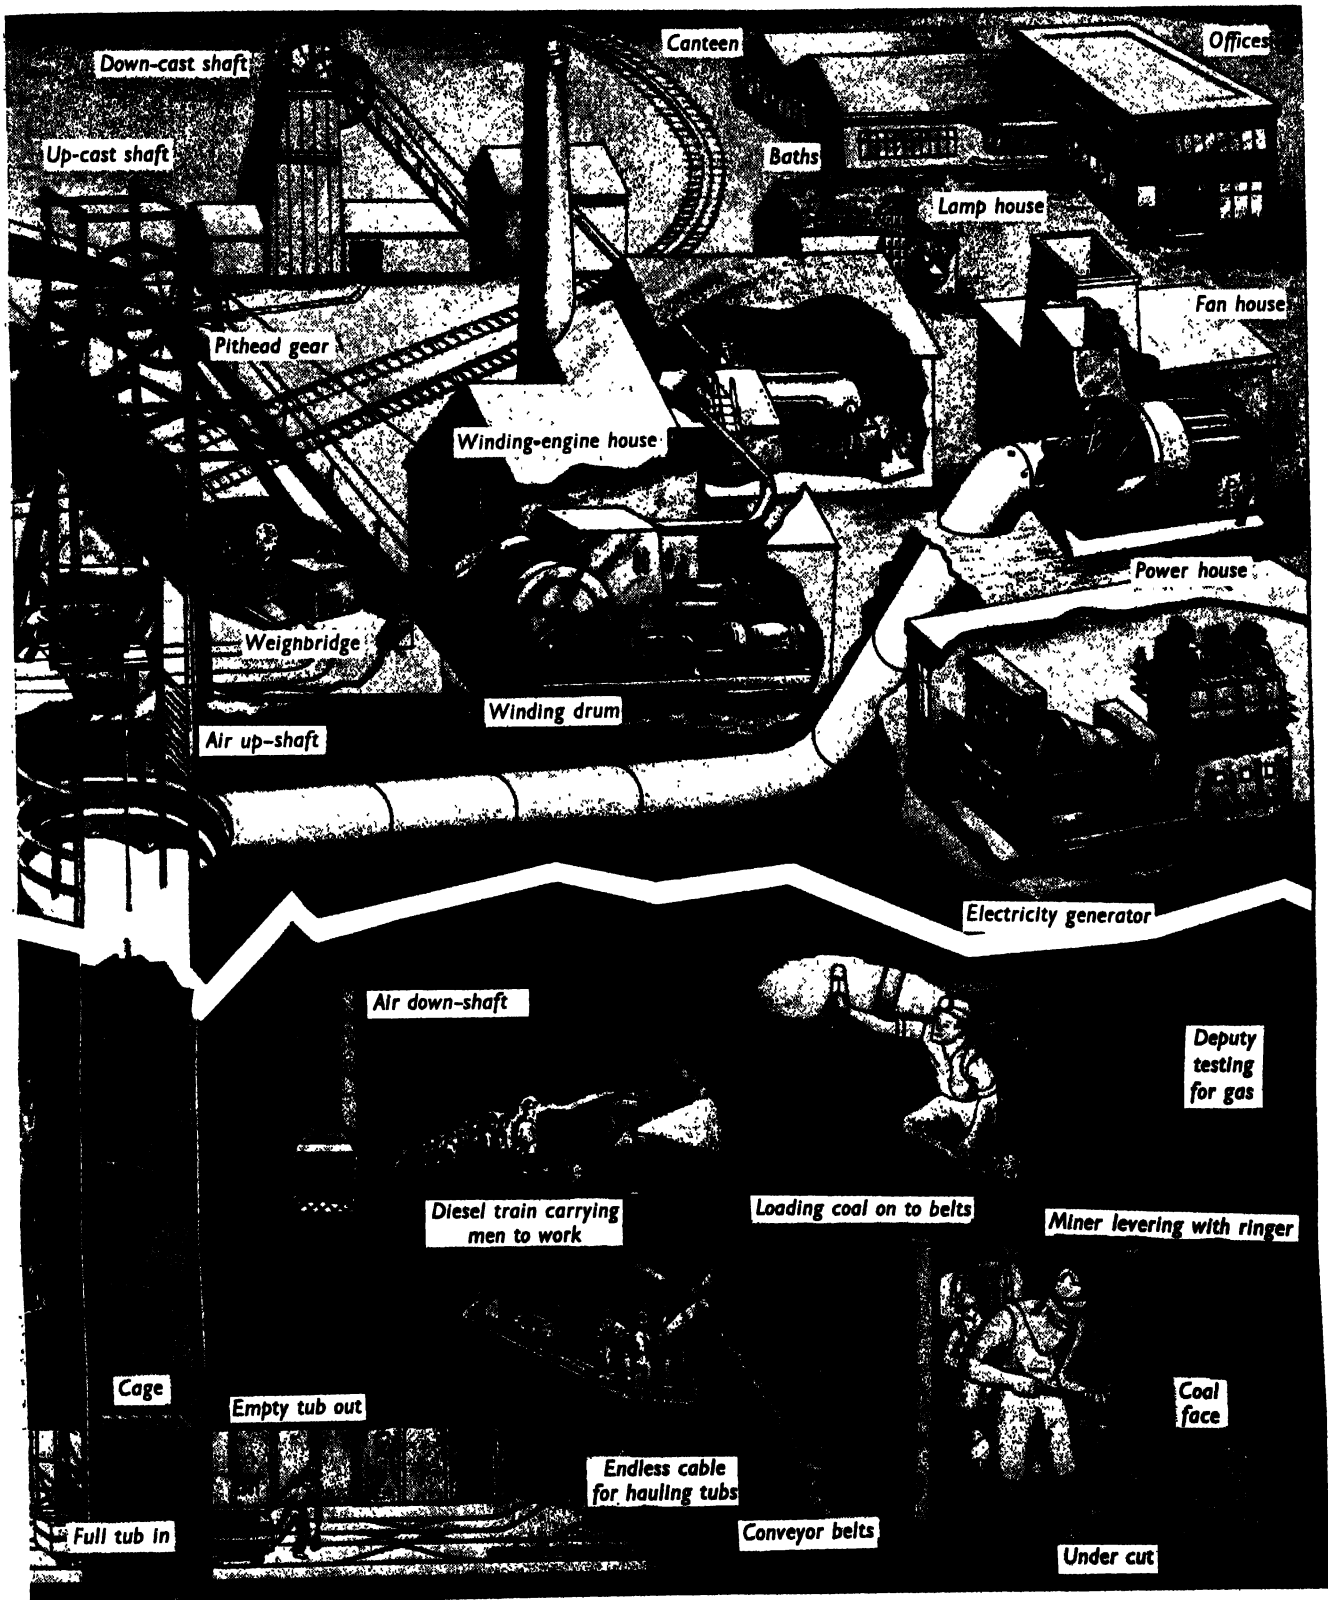 Canteen
Offices
Down-cast shaft
Up-cast shaft
Baths
Lamp house
Fan house
Pithead gear
Winding-engine house
Power house
Weighbridge
Winding drum
Air up-shaft
Electricity generator
Air down-shaft
Deputy
testing
for gas
Diesel train carrying
men to work
Loading coal on to belts
Miner levering with ringer
Cage
Empty tub out
Coal
face
Endless cable
for hauling tubs
Full tub in
Conveyor belts
Under cut